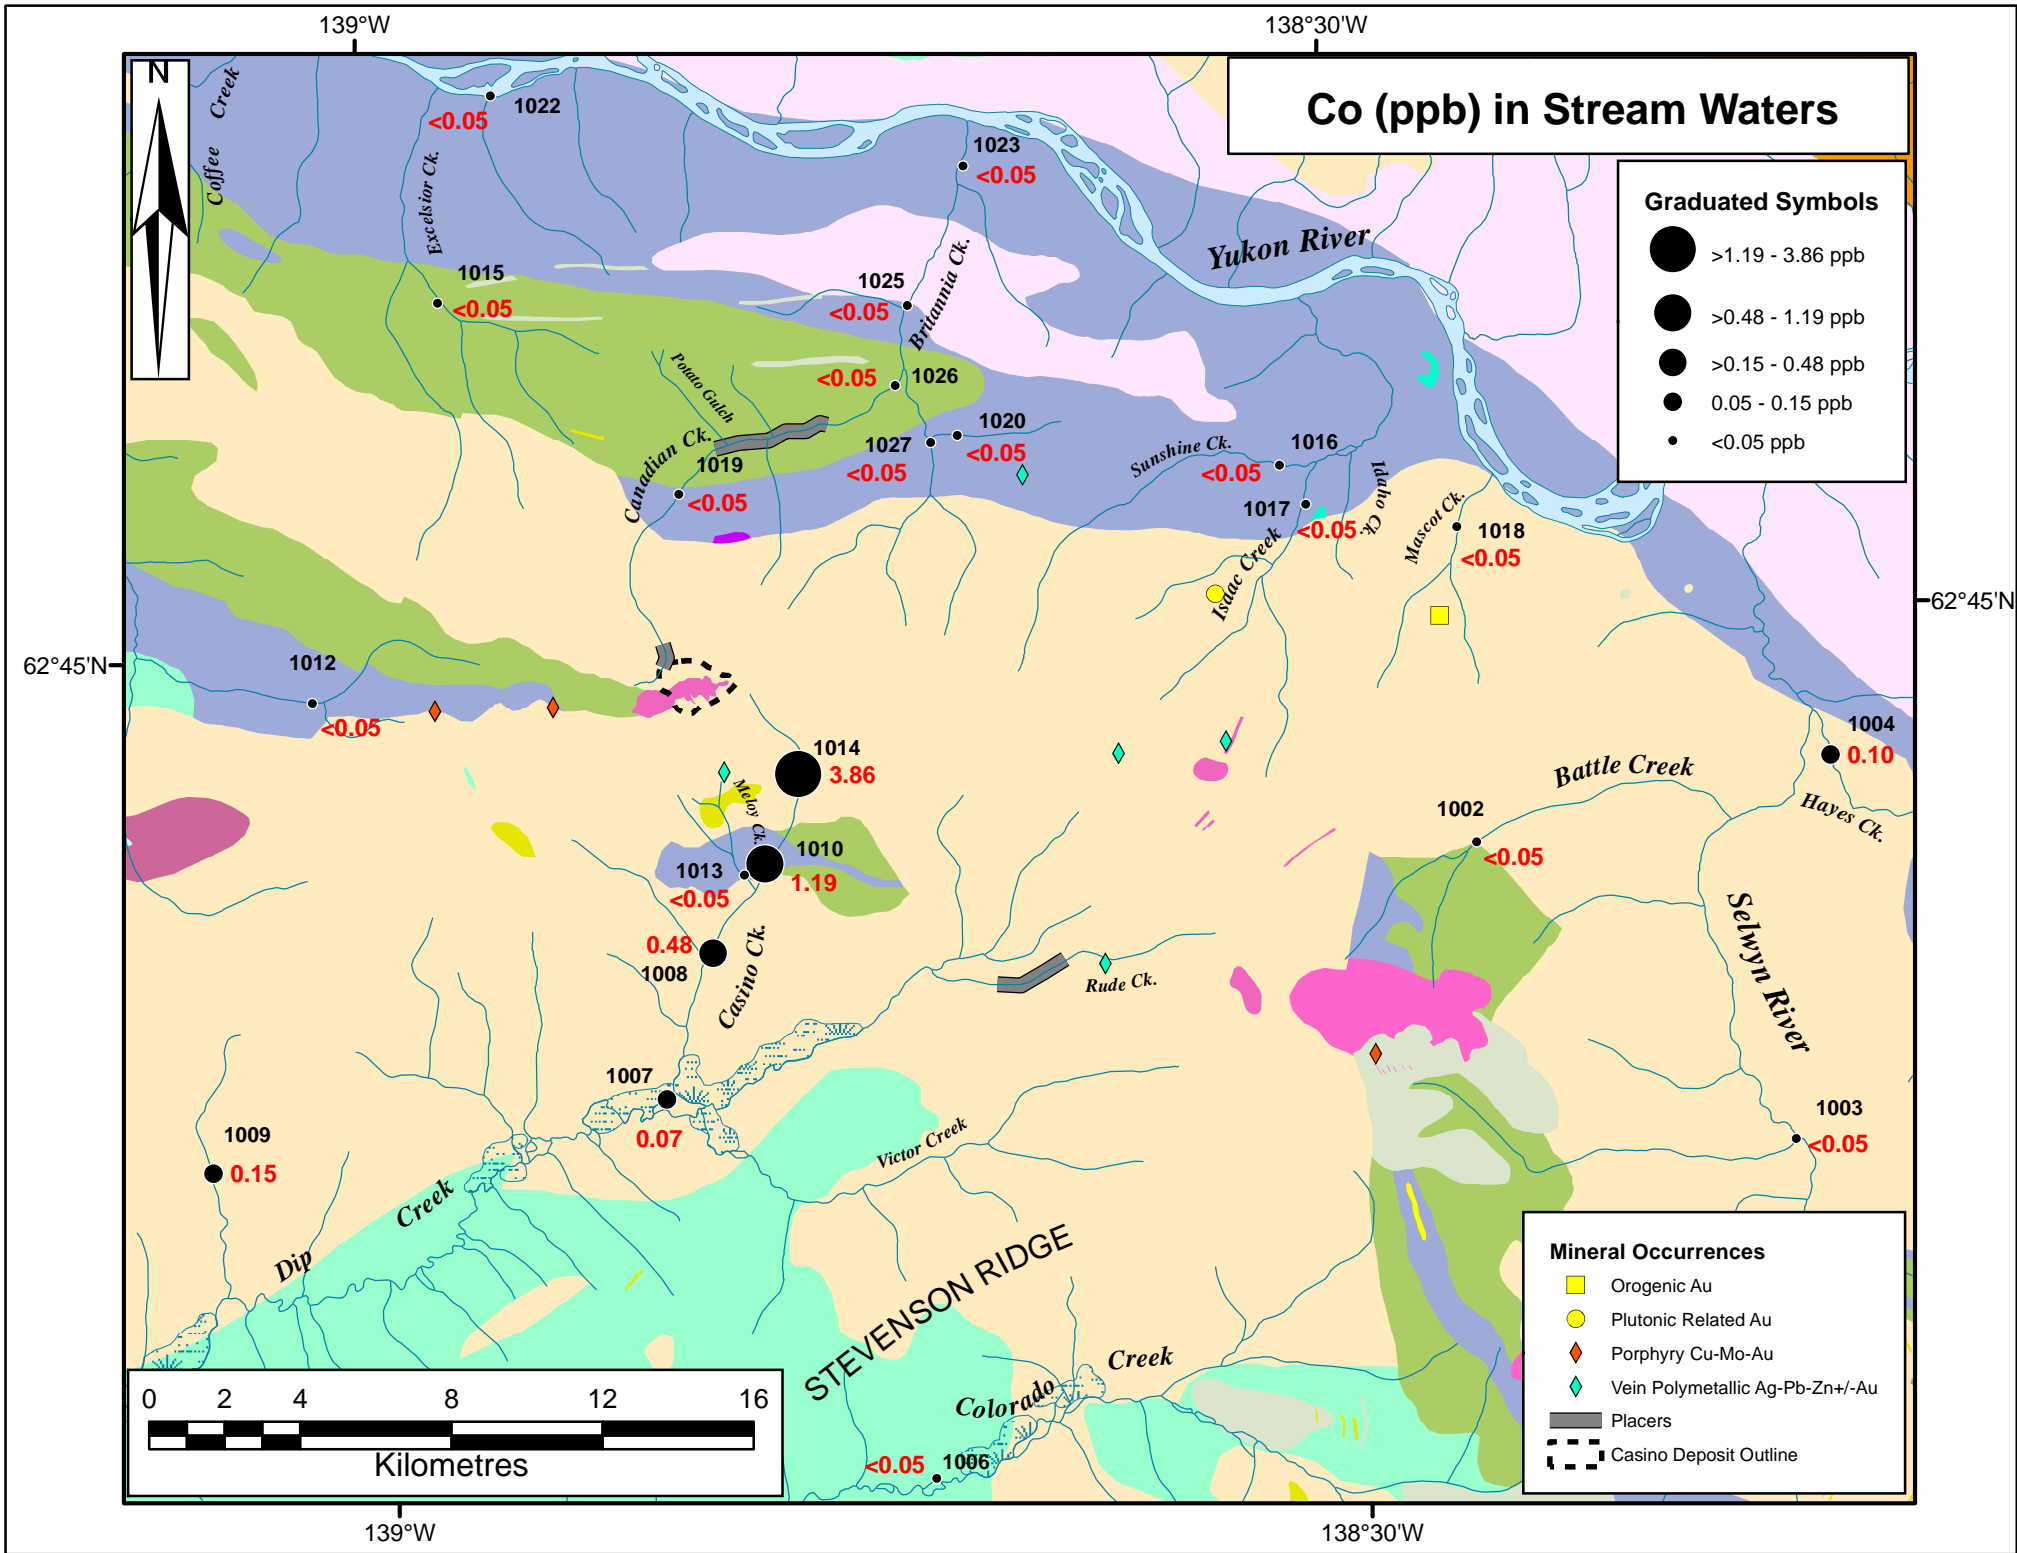 139°W
138°30'W
N
Co (ppb) in Stream Waters
Graduated Symbols
>1.19 - 3.86 ppb
>0.48 - 1.19 ppb
>0.15 - 0.48 ppb
0.05 - 0.15 ppb
<0.05 ppb
Coffee Creek
1022
<0.05
Excelsior Ck.
1023
<0.05
Yukon River
1015
<0.05
1025
<0.05
Britannia Ck.
Potato Gulch
<0.05
1026
Canadian Ck.
1019
<0.05
1027
<0.05
1020
<0.05
Sunshine Ck.
1016
<0.05
1017
<0.05
Idaho Ck.
Isaac Creek
Mascot Ck.
1018
<0.05
62°45'N
62°45'N
1012
<0.05
1014
3.86
Meloy Ck.
1004
0.10
Battle Creek
Hayes Ck.
1002
<0.05
1010
1.19
1013
<0.05
0.48
1008
Casino Ck.
Rude Ck.
Selwyn River
1007
0.07
1003
<0.05
1009
0.15
Victor Creek
Dip Creek
STEVENSON RIDGE
Colorado Creek
<0.05
1006
Mineral Occurrences
Orogenic Au
Plutonic Related Au
Porphyry Cu-Mo-Au
Vein Polymetallic Ag-Pb-Zn+/-Au
Placers
Casino Deposit Outline
0 2 4 8 12 16
Kilometres
139°W
138°30'W